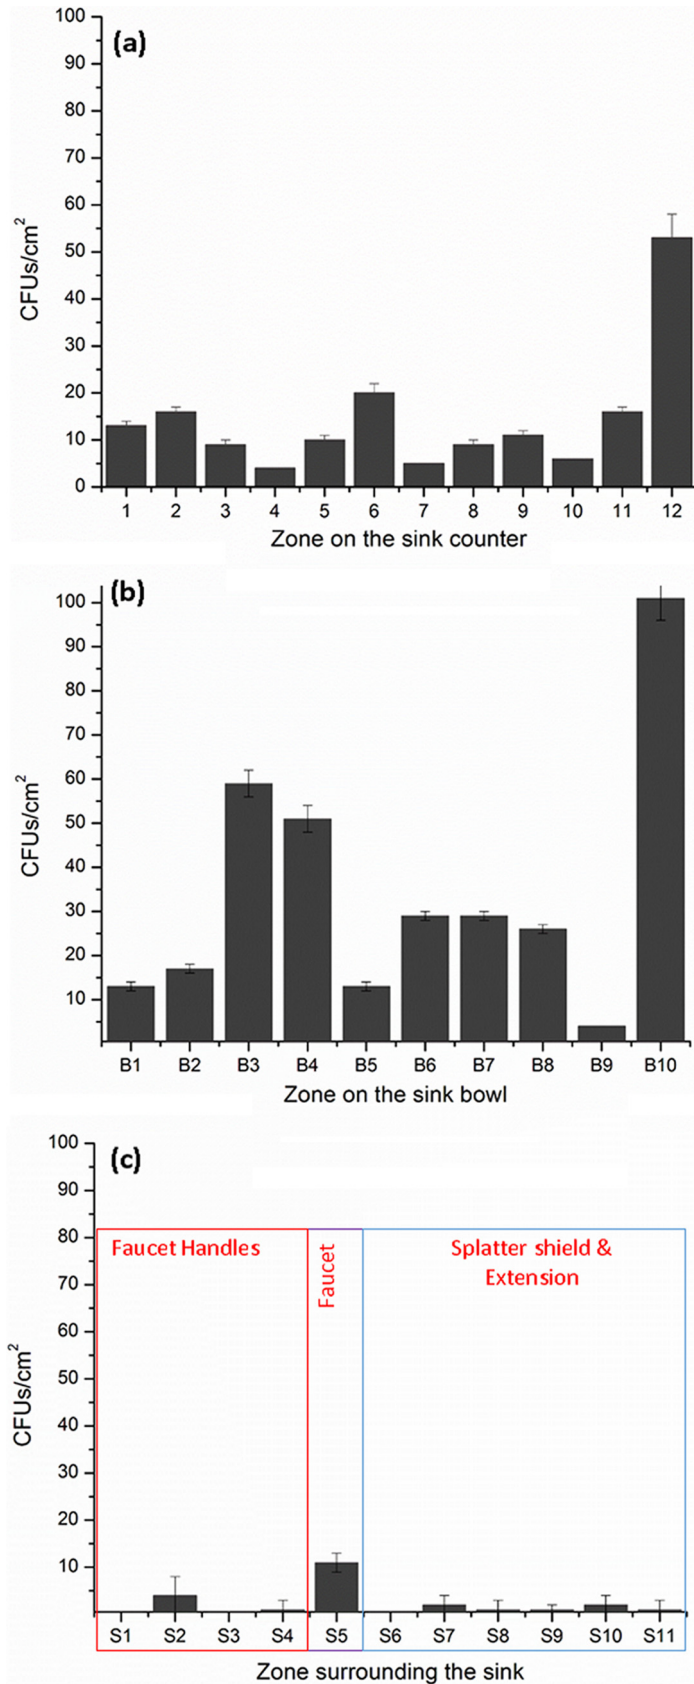 (a)
100
90
80
70
60
50
40
30
20
10
0
CFUs/cm²
1 2 3 4 5 6 7 8 9 10 11 12
Zone on the sink counter
(b)
100
90
80
70
60
50
40
30
20
10
CFUs/cm²
B1 B2 B3 B4 B5 B6 B7 B8 B9 B10
Zone on the sink bowl
(c)
100
90
80
70
60
50
40
30
20
10
CFUs/cm²
Faucet Handles
Faucet
Splatter shield &
Extension
S1 S2 S3 S4 S5 S6 S7 S8 S9 S10 S11
Zone surrounding the sink